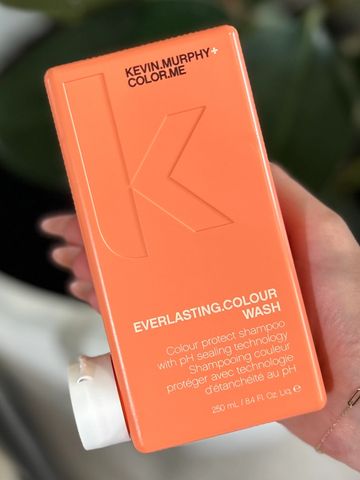 KEVIN.MURPHY+
COLOR.ME
k
EVERLASTING.COLOUR
WASH
Colour protect shampoo
with pH sealing technology
Shampooing couleur
protéger avec technologie
d'étanchéité au pH
250 mL / 8.4 Fl. Liq. e